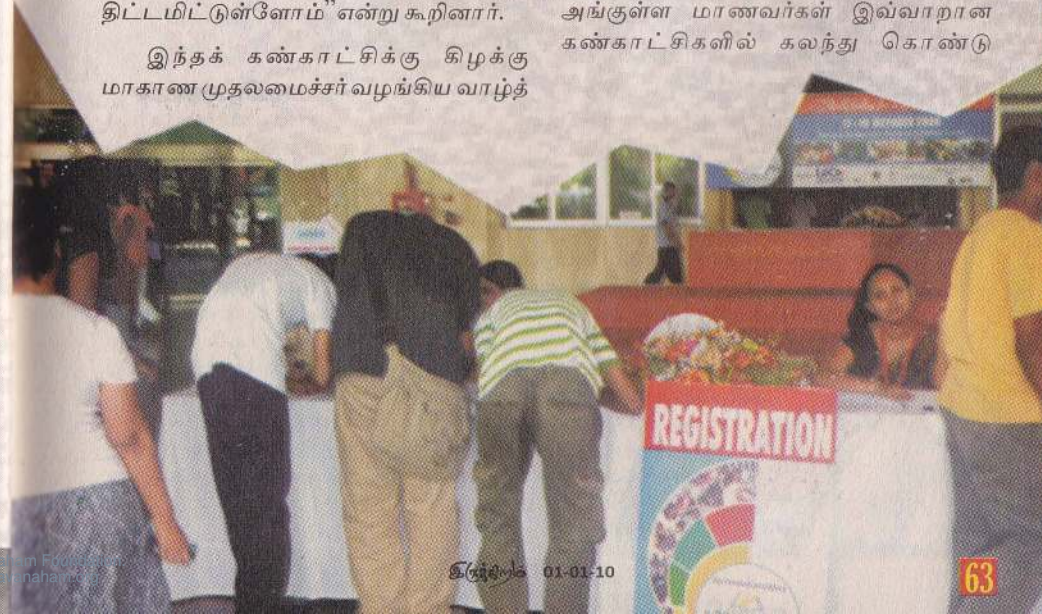 திட்டமிட்டுள்ளோம்” என்று கூறினார்.
இந்தக் கண்காட்சிக்கு கிழக்கு
மாகாண முதலமைச்சர் வழங்கிய வாழ்த்
அங்குள்ள மாணவர்கள் இவ்வாறான
கண்காட்சிகளில் கலந்து கொண்டு
REGISTRATION
01-01-10
63